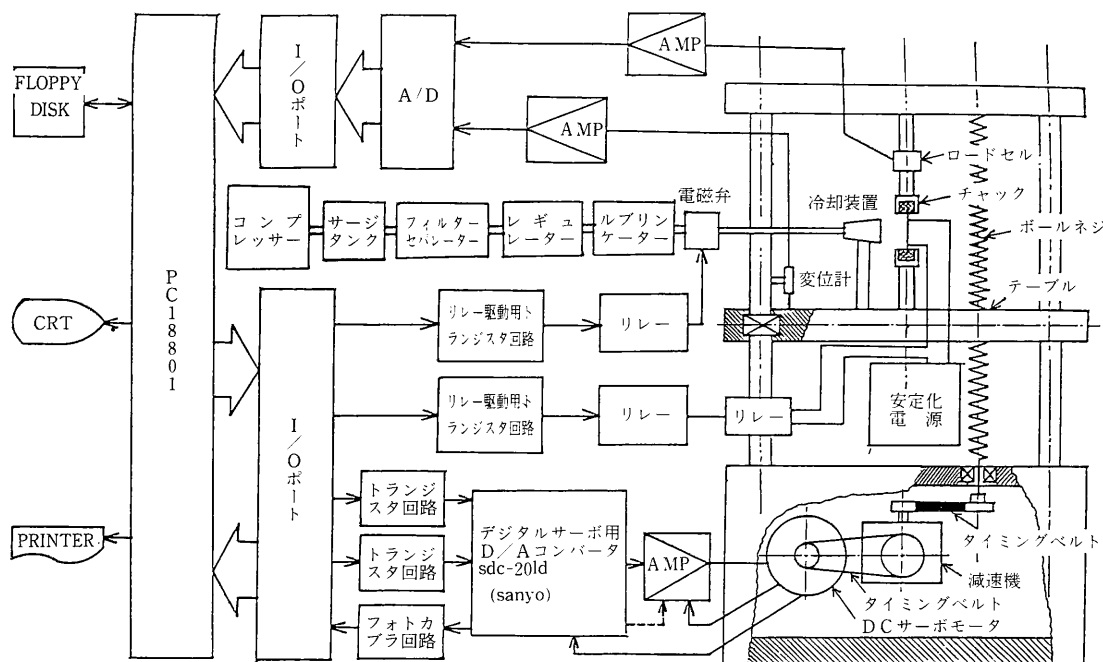 FLOPPY
DISK
CRT
PRINTER
PC18801
I/Oポート
A/D
AMP
AMP
コンプ
レッサー
サージ
タンク
フィルター
セパレーター
レギュ
レーター
ルブリン
ケーター
電磁弁
冷却装置
変位計
ロードセル
チャック
ボールネジ
テーブル
I/Oポート
リレー駆動用ト
ランジスタ回路
リレー
リレー駆動用ト
ランジスタ回路
リレー
リレー
安定化
電源
トランジ
スタ回路
トランジ
スタ回路
フォトカ
プラ回路
デジタルサーボ用
D/Aコンバータ
sdc-20ld
(sanyo)
AMP
タイミングベルト
減速機
タイミングベルト
DCサーボモータ